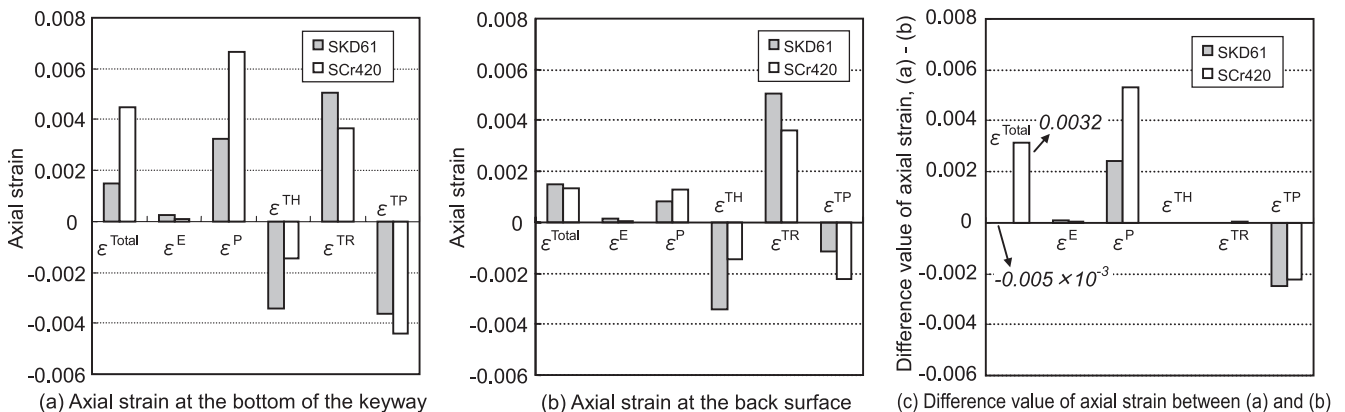 0.008
0.006
0.004
0.002
0
-0.002
-0.004
-0.006
Axial strain
SKD61
SCr420
ε^Total
ε^E
ε^P
ε^TH
ε^TR
ε^TP
(a) Axial strain at the bottom of the keyway
0.008
0.006
0.004
0.002
0
-0.002
-0.004
-0.006
Axial strain
SKD61
SCr420
ε^Total
ε^E
ε^P
ε^TH
ε^TR
ε^TP
(b) Axial strain at the back surface
0.008
0.006
0.004
0.002
0
-0.002
-0.004
-0.006
Difference value of axial strain, (a) - (b)
SKD61
SCr420
ε^Total
0.0032
ε^E
ε^P
ε^TH
ε^TR
ε^TP
-0.005×10^-3
(c) Difference value of axial strain between (a) and (b)